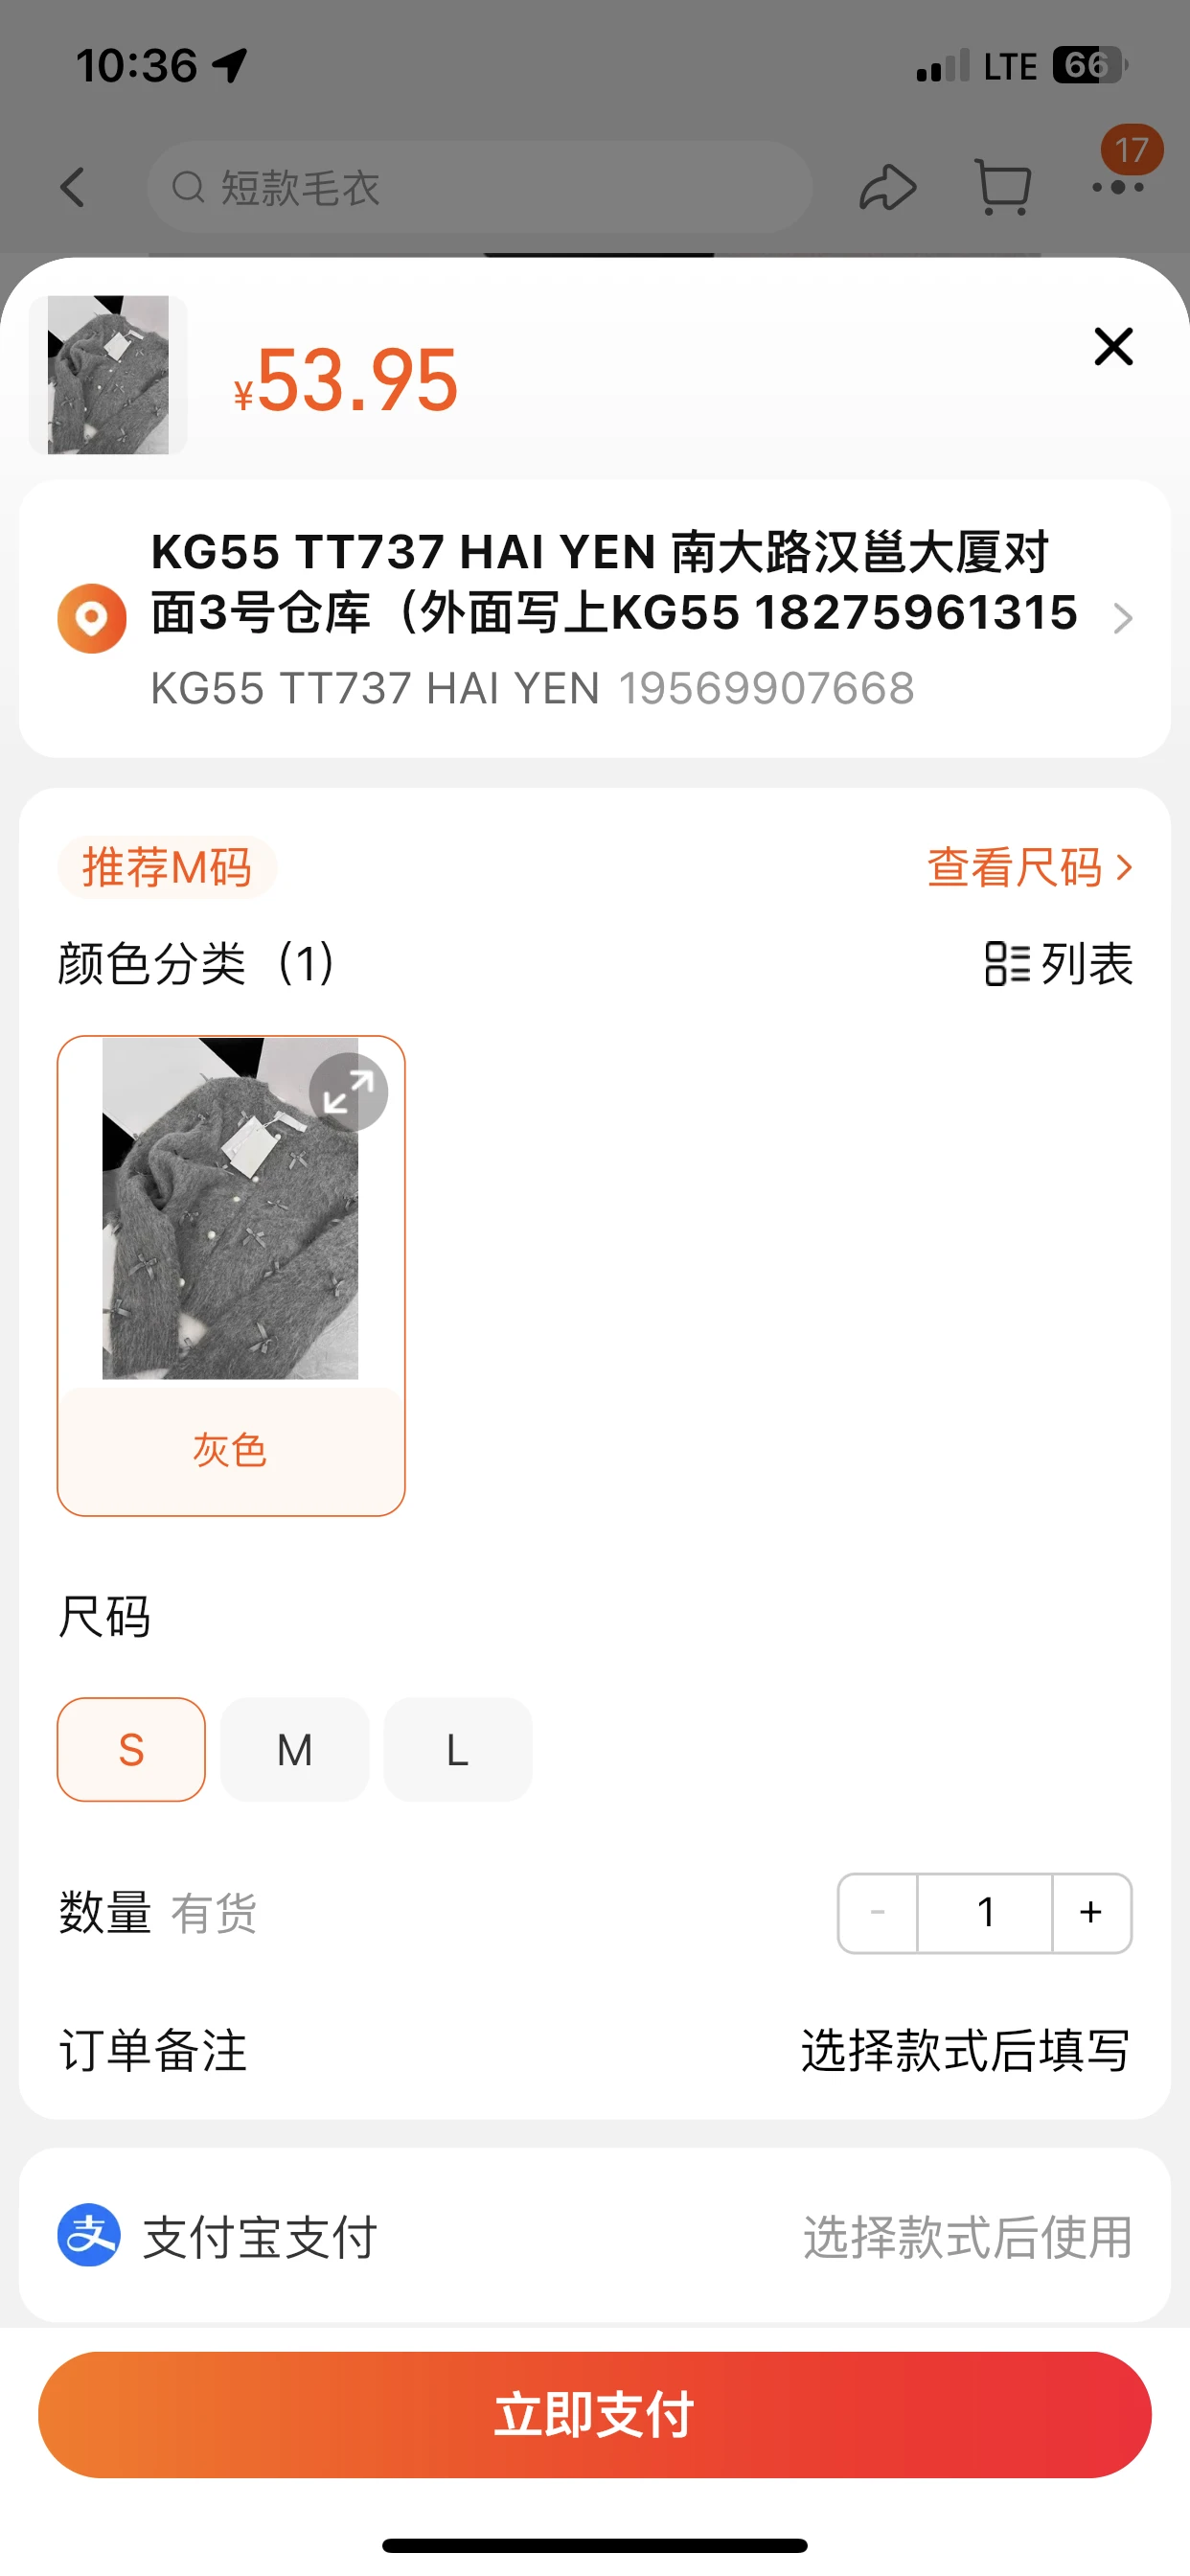 10:36
LTE 66
短款毛衣
17
¥53.95
KG55 TT737 HAI YEN 南大路汉邕大厦对
面3号仓库（外面写上KG55 18275961315
KG55 TT737 HAI YEN 19569907668
推荐M码
查看尺码
颜色分类（1）
列表
灰色
尺码
S M L
数量 有货
- 1 +
订单备注
选择款式后填写
支 支付宝支付
选择款式后使用
立即支付